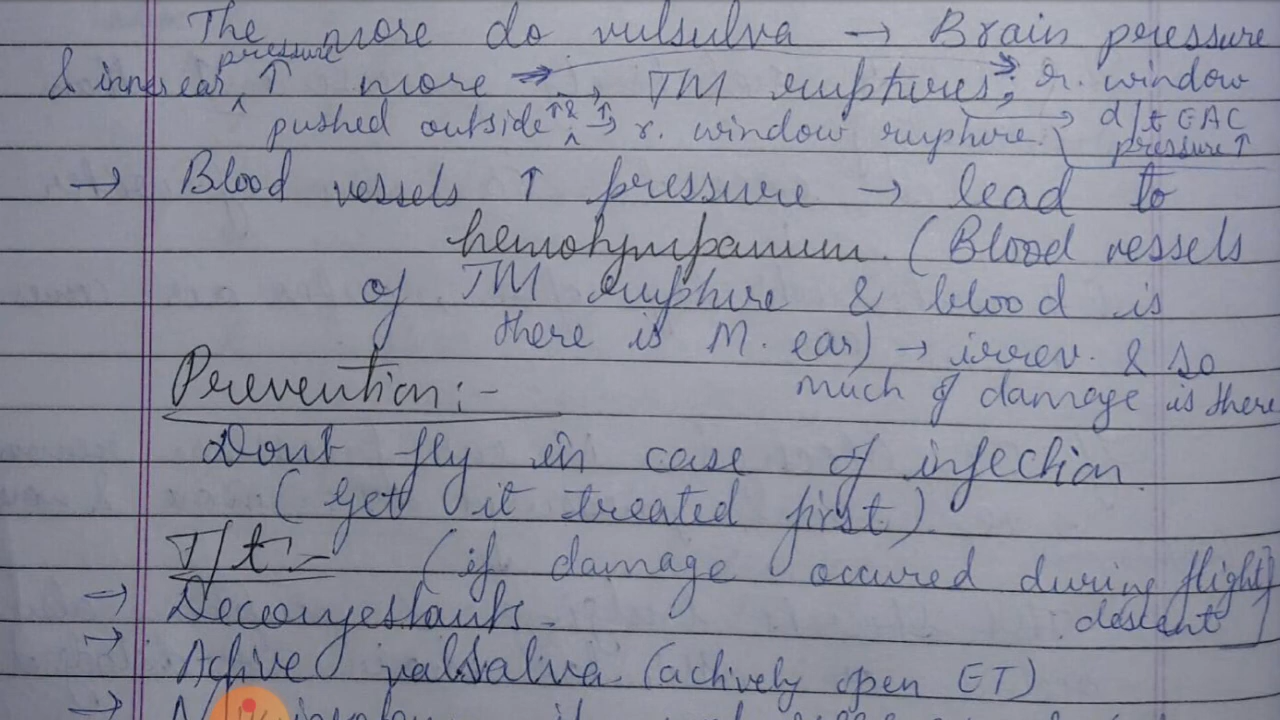 The more do vulsulva → Brain pressure
pressure
& inner ear ↑ more → TM ruptures; r. window
pushed outside ↑& ↑ → r. window rupture. d/t EAC
pressure ↑
→ Blood vessels ↑ pressure → lead to
hemotympanum. (Blood vessels
of TM rupture & blood is
there is M. ear) → irrev. & so
much of damage is there
Prevention:-
Dont fly in case of infection.
(Get it treated first).
T/t:- (if damage occured during flight
descent)
→ Decongestants.
→ Active valsalva (actively open ET)